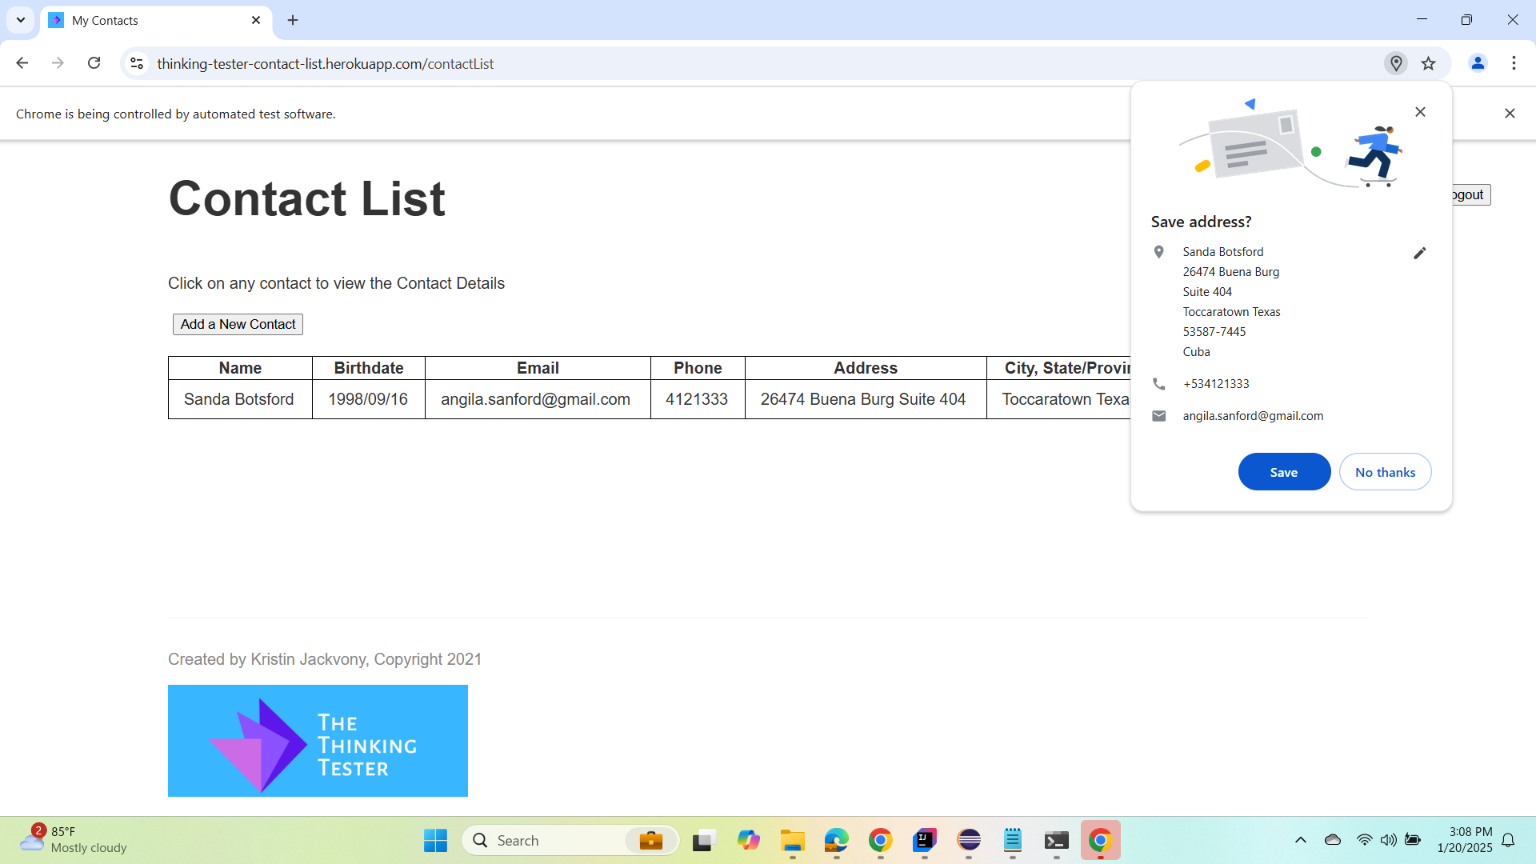 My Contacts
thinking-tester-contact-list.herokuapp.com/contactList
Chrome is being controlled by automated test software.
Contact List
ogout
Click on any contact to view the Contact Details
Add a New Contact
Name Birthdate Email Phone Address City, State/Provin
Sanda Botsford 1998/09/16 angila.sanford@gmail.com 4121333 26474 Buena Burg Suite 404 Toccaratown Texa
Save address?
Sanda Botsford
26474 Buena Burg
Suite 404
Toccaratown Texas
53587-7445
Cuba
+534121333
angila.sanford@gmail.com
Save No thanks
Created by Kristin Jackvony, Copyright 2021
THE
THINKING
TESTER
2
85°F
Mostly cloudy
Search
3:08 PM
1/20/2025